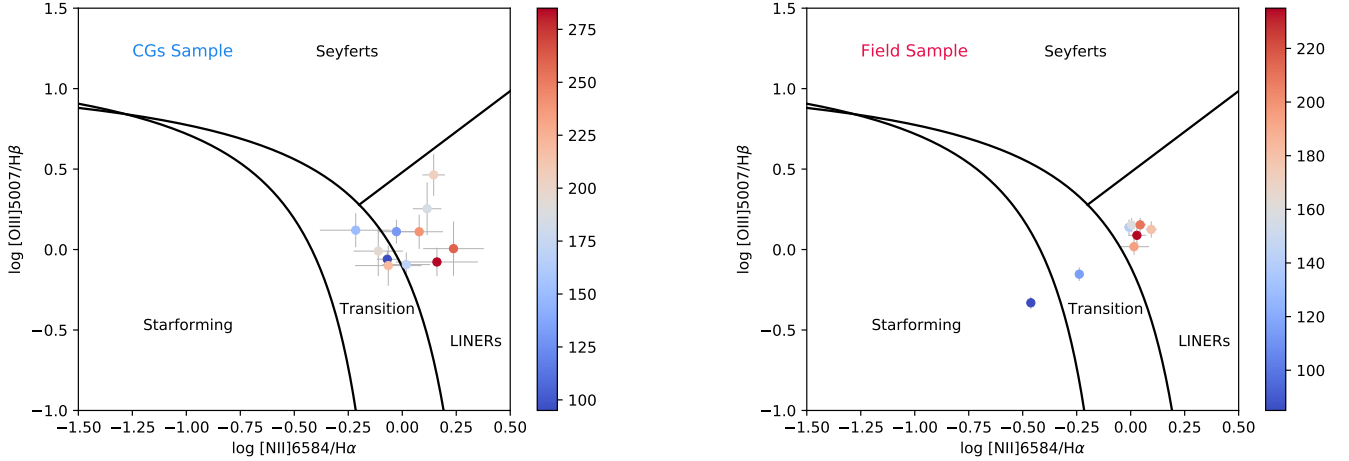 1.5
1.0
0.5
0.0
−0.5
−1.0
log [OIII]5007/Hβ
CGs Sample
Seyferts
Starforming
Transition
LINERs
−1.50 −1.25 −1.00 −0.75 −0.50 −0.25 0.00 0.25 0.50
log [NII]6584/Hα
275
250
225
200
175
150
125
100
1.5
1.0
0.5
0.0
−0.5
−1.0
log [OIII]5007/Hβ
Field Sample
Seyferts
Starforming
Transition
LINERs
−1.50 −1.25 −1.00 −0.75 −0.50 −0.25 0.00 0.25 0.50
log [NII]6584/Hα
220
200
180
160
140
120
100